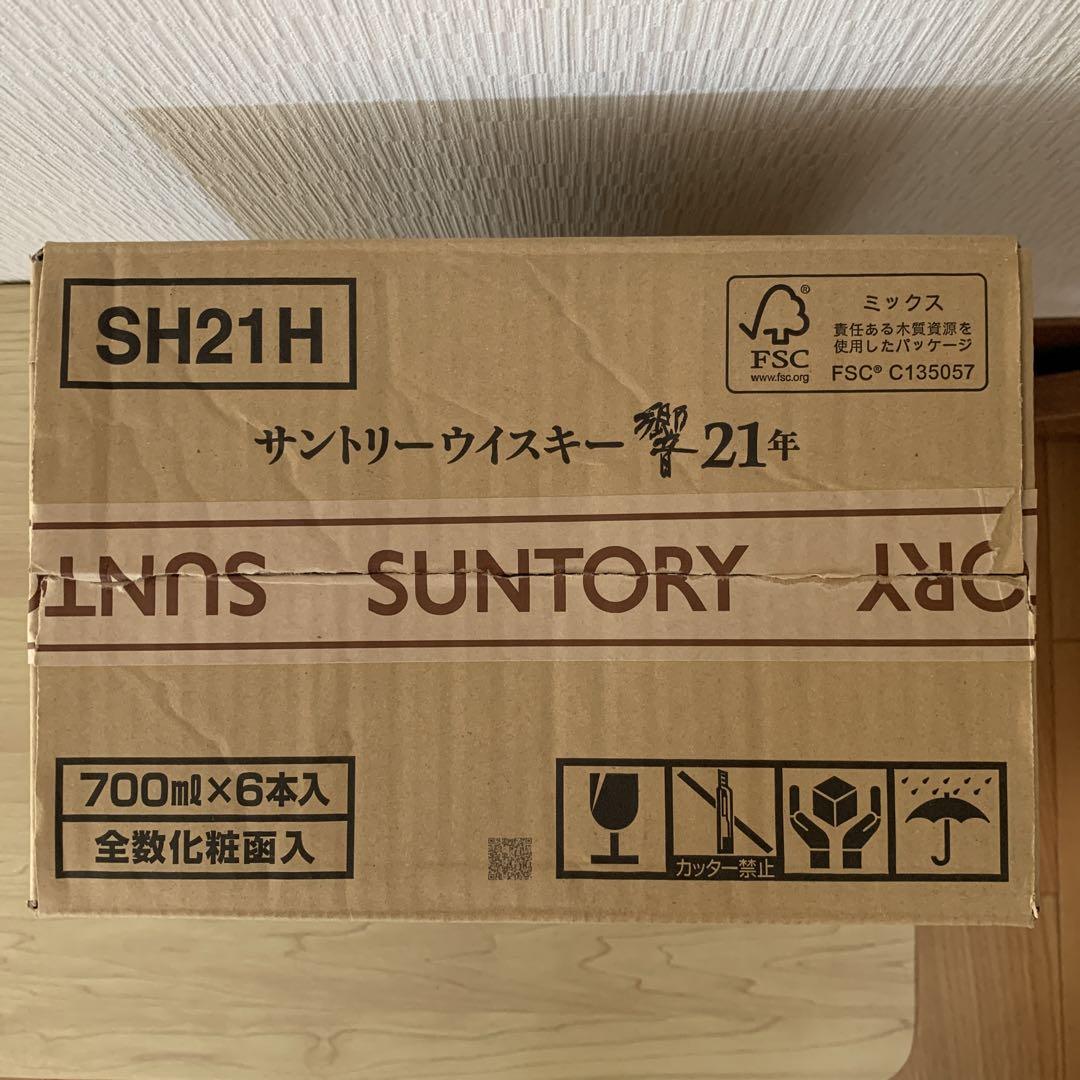 SH21H
FSC®
www.fsc.org
ミックス
責任ある木質資源を
使用したパッケージ
FSC® C135057
サントリーウイスキー 響 21年
SUNT SUNTORY ORY
700ml×6本入
全数化粧函入
カッター禁止